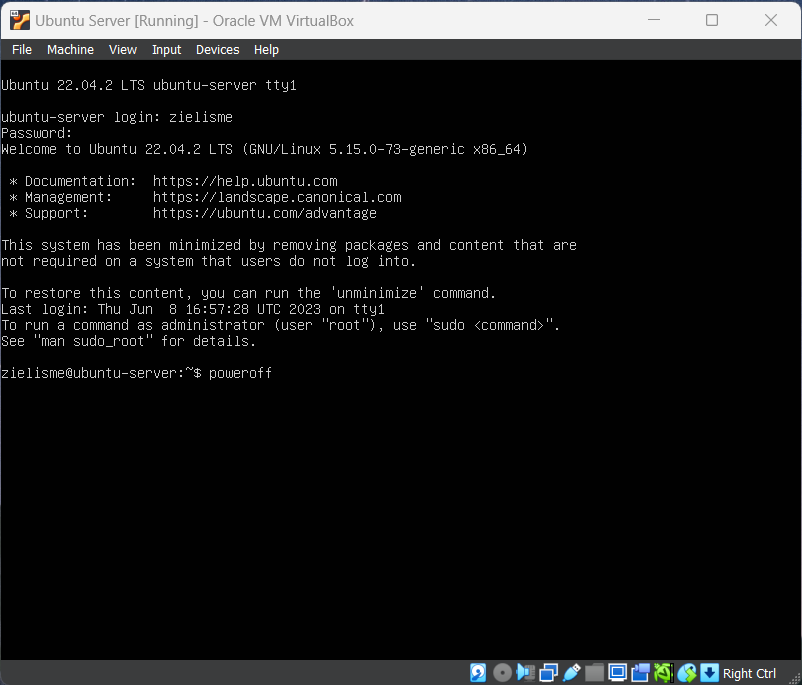 Ubuntu Server [Running] - Oracle VM VirtualBox
File Machine View Input Devices Help
Ubuntu 22.04.2 LTS ubuntu-server tty1
ubuntu-server login: zielisme
Password:
Welcome to Ubuntu 22.04.2 LTS (GNU/Linux 5.15.0-73-generic x86_64)
* Documentation:  https://help.ubuntu.com
* Management:     https://landscape.canonical.com
* Support:        https://ubuntu.com/advantage
This system has been minimized by removing packages and content that are
not required on a system that users do not log into.
To restore this content, you can run the 'unminimize' command.
Last login: Thu Jun  8 16:57:28 UTC 2023 on tty1
To run a command as administrator (user "root"), use "sudo <command>".
See "man sudo_root" for details.
zielisme@ubuntu-server:~$ poweroff
Right Ctrl